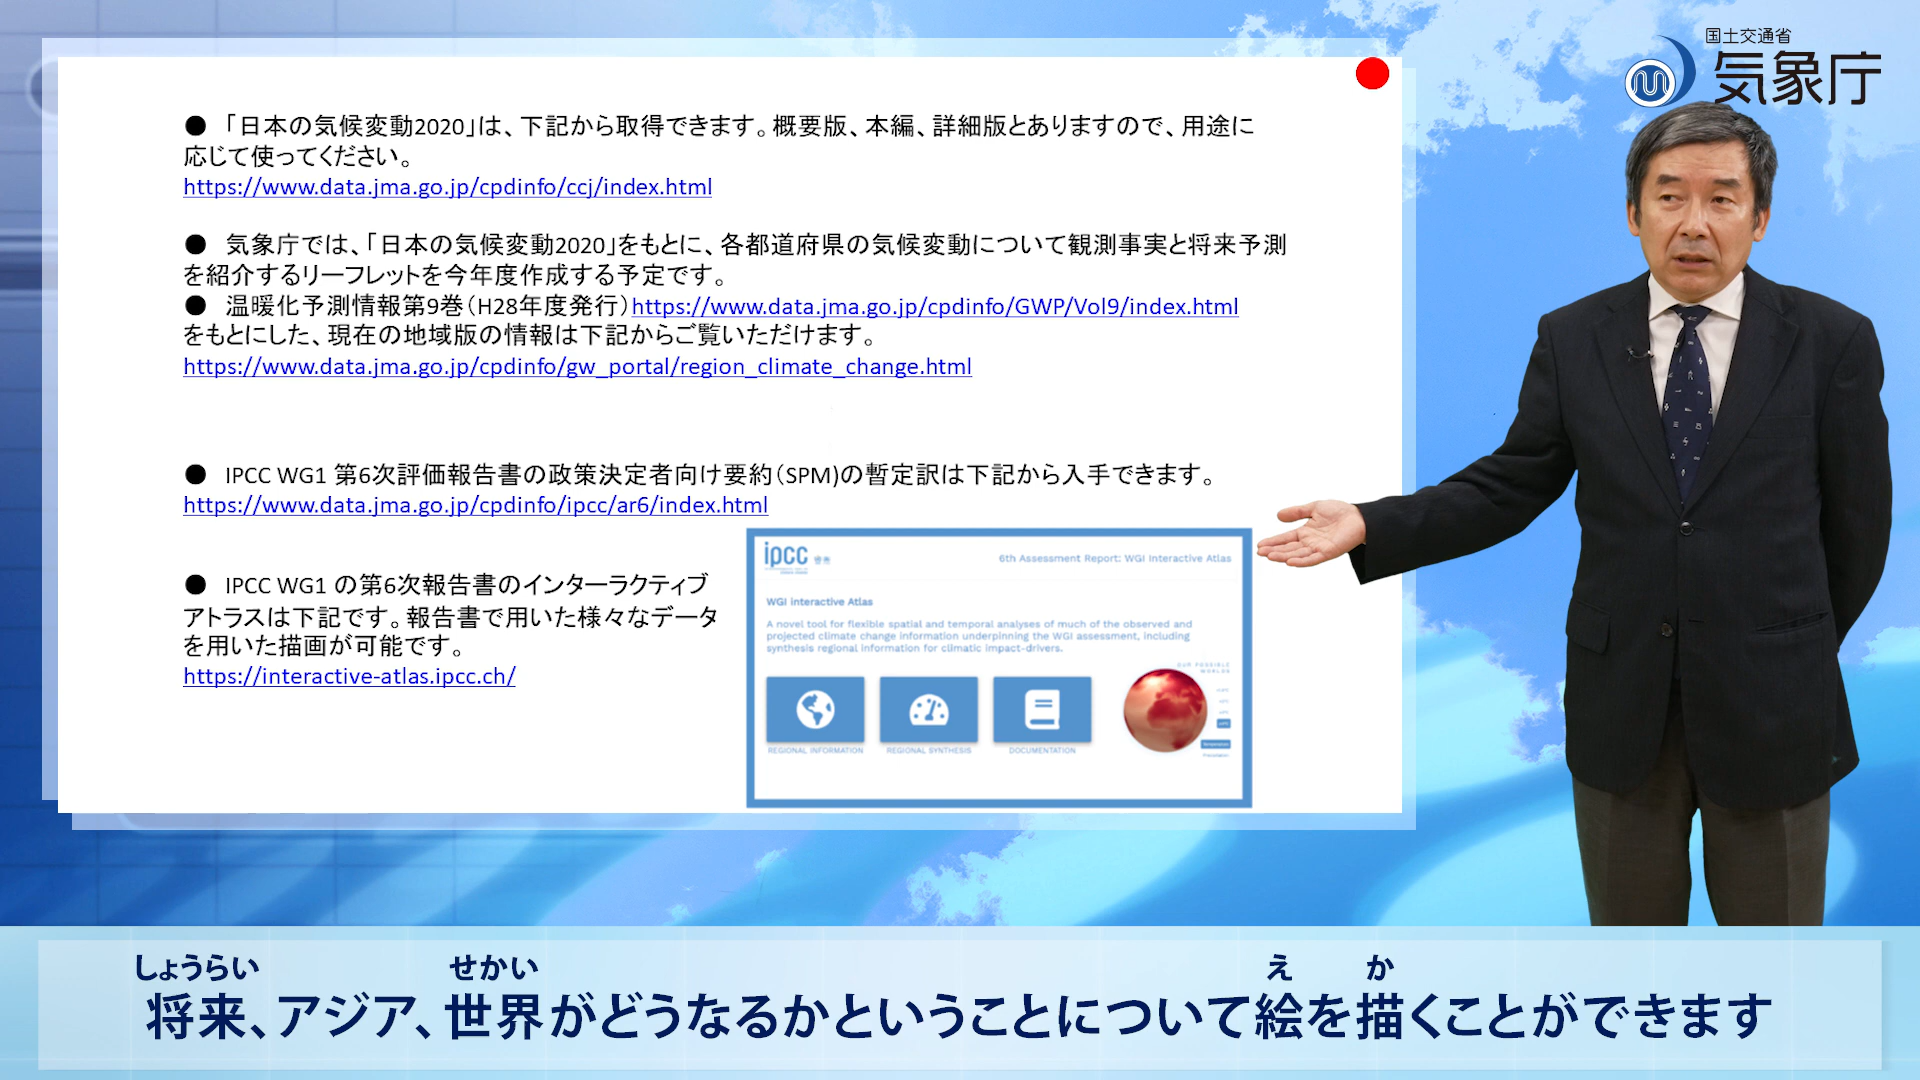 国土交通省
気象庁
● 「日本の気候変動2020」は、下記から取得できます。概要版、本編、詳細版とありますので、用途に
応じて使ってください。
https://www.data.jma.go.jp/cpdinfo/ccj/index.html
● 気象庁では、「日本の気候変動2020」をもとに、各都道府県の気候変動について観測事実と将来予測
を紹介するリーフレットを今年度作成する予定です。
● 温暖化予測情報第9巻（H28年度発行）https://www.data.jma.go.jp/cpdinfo/GWP/Vol9/index.html
をもとにした、現在の地域版の情報は下記からご覧いただけます。
https://www.data.jma.go.jp/cpdinfo/gw_portal/region_climate_change.html
● IPCC WG1 第6次評価報告書の政策決定者向け要約（SPM)の暫定訳は下記から入手できます。
https://www.data.jma.go.jp/cpdinfo/ipcc/ar6/index.html
● IPCC WG1 の第6次報告書のインターラクティブ
アトラスは下記です。報告書で用いた様々なデータ
を用いた描画が可能です。
https://interactive-atlas.ipcc.ch/
ipcc
6th Assessment Report: WGI Interactive Atlas
WGI interactive Atlas
A novel tool for flexible spatial and temporal analyses of much of the observed and
projected climate change information underpinning the WGI assessment, including
synthesis regional information for climatic impact-drivers.
OUR POSSIBLE
WORLDS
REGIONAL INFORMATION
REGIONAL SYNTHESIS
DOCUMENTATION
しょうらい せかい え か
将来、アジア、世界がどうなるかということについて絵を描くことができます